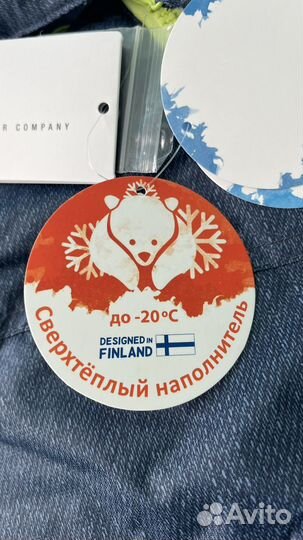 R COMPANY
до -20°C
DESIGNED IN
FINLAND
Сверхтёплый наполнитель
Avito